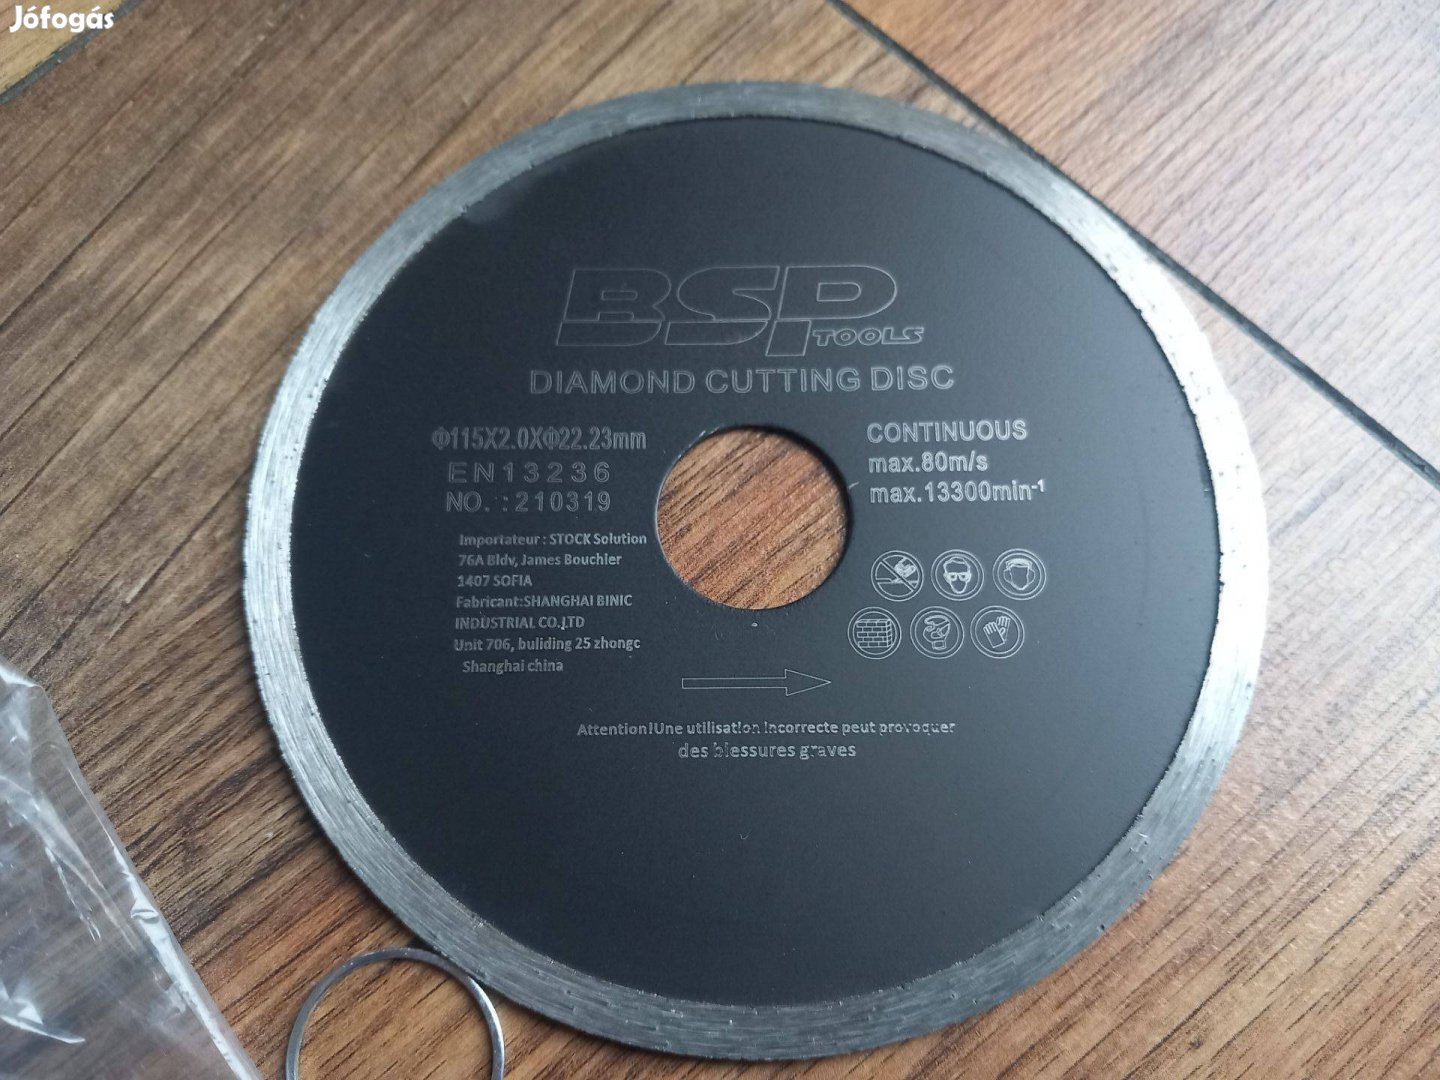 Jófogás
BSP TOOLS
DIAMOND CUTTING DISC
Φ115X2.0XΦ22.23mm
EN13236
NO. :210319
CONTINUOUS
max.80m/s
max.13300min-1
Importateur : STOCK Solution
76A Bldv, James Bouchier
1407 SOFIA
Fabricant:SHANGHAI BINIC
INDUSTRIAL CO.,LTD
Unit 706, buliding 25 zhongc
Shanghai china
Attention!Une utilisation incorrecte peut provoquer
des blessures graves